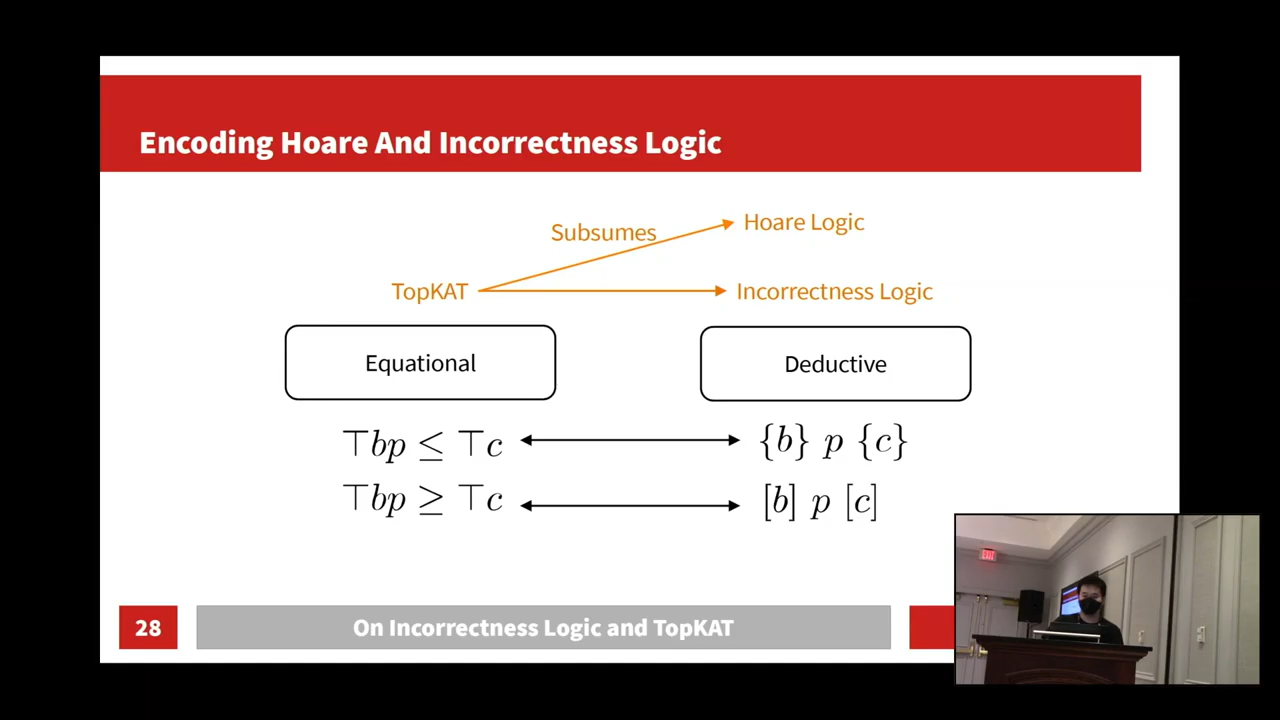 Encoding Hoare And Incorrectness Logic
Subsumes
Hoare Logic
TopKAT
Incorrectness Logic
Equational
Deductive
⊤bp ≤ ⊤c
{b} p {c}
⊤bp ≥ ⊤c
[b] p [c]
28
On Incorrectness Logic and TopKAT
EXIT